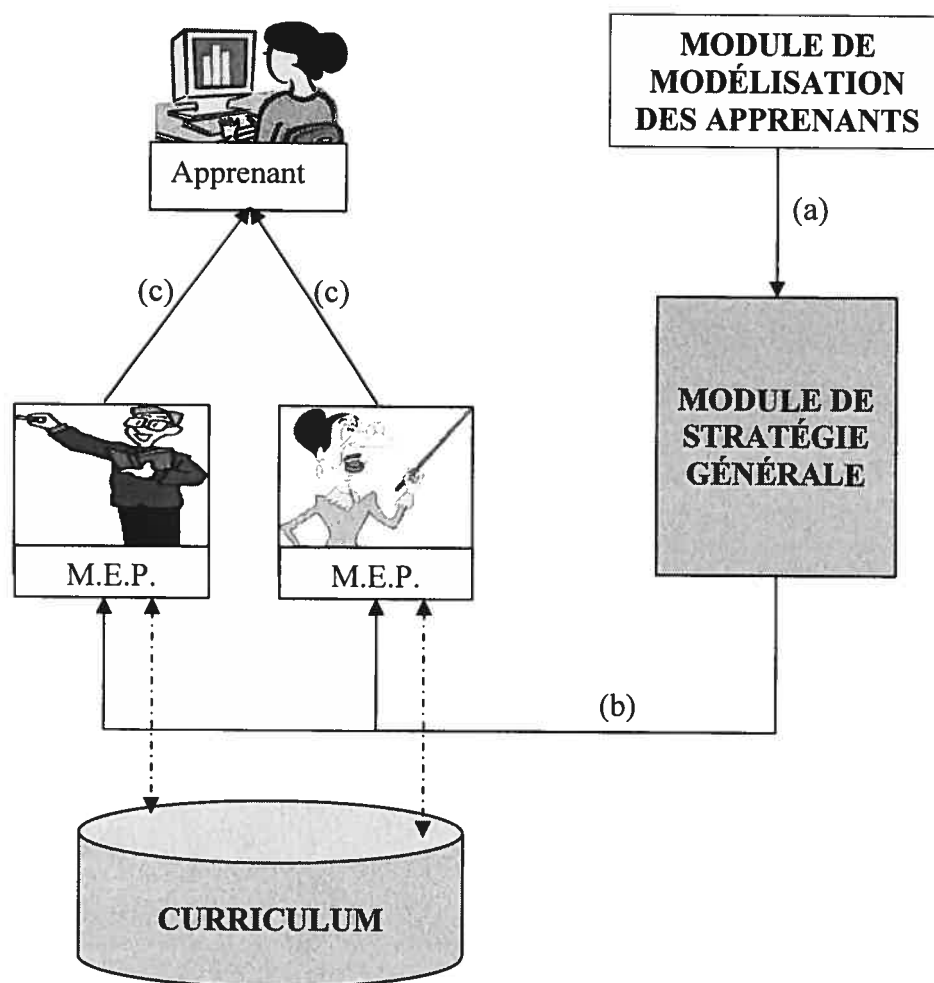 MODULE DE
MODÉLISATION
DES APPRENANTS
Apprenant
(a)
(c)
(c)
MODULE DE
STRATÉGIE
GÉNÉRALE
M.E.P.
M.E.P.
(b)
CURRICULUM